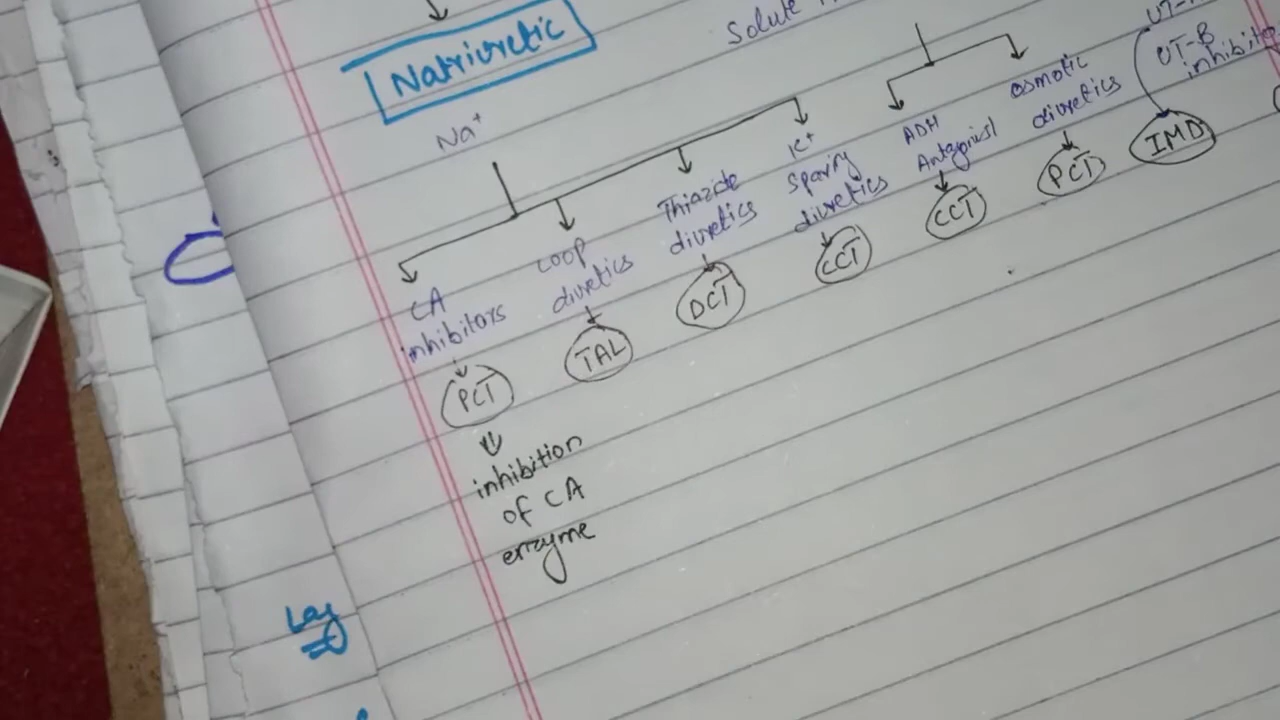 Natriuretic
Na+
Solute
CA
inhibitors
PCT
inhibition
of CA
enzyme
Loop
diuretics
TAL
Thiazide
diuretics
DCT
K+
Sparing
diuretics
CCT
ADH
Antagonist
CCT
osmotic
diuretics
PCT
UT-B
inhibitor
IMD